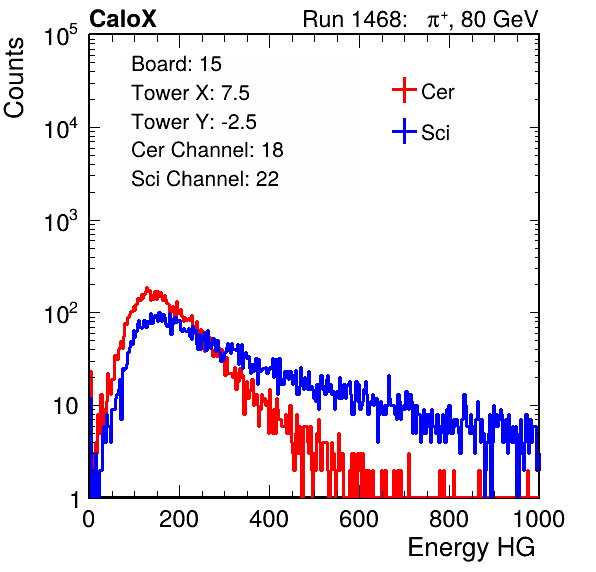 CaloX Run 1468: π⁺, 80 GeV
Counts
10⁵
10⁴
10³
10²
10
1
Board: 15
Tower X: 7.5
Tower Y: -2.5
Cer Channel: 18
Sci Channel: 22
Cer
Sci
0 200 400 600 800 1000
Energy HG